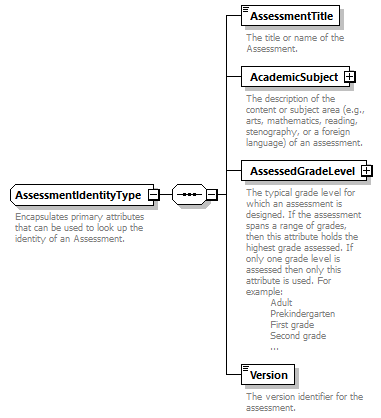 AssessmentTitle
The title or name of the
Assessment.
AcademicSubject
The description of the
content or subject area (e.g.,
arts, mathematics, reading,
stenography, or a foreign
language) of an assessment.
AssessedGradeLevel
The typical grade level for
which an assessment is
designed. If the assessment
spans a range of grades,
then this attribute holds the
highest grade assessed. If
only one grade level is
assessed then only this
attribute is used. For
example:
Adult
Prekindergarten
First grade
Second grade
...
AssessmentIdentityType
Encapsulates primary attributes
that can be used to look up the
identity of an Assessment.
Version
The version identifier for the
assessment.